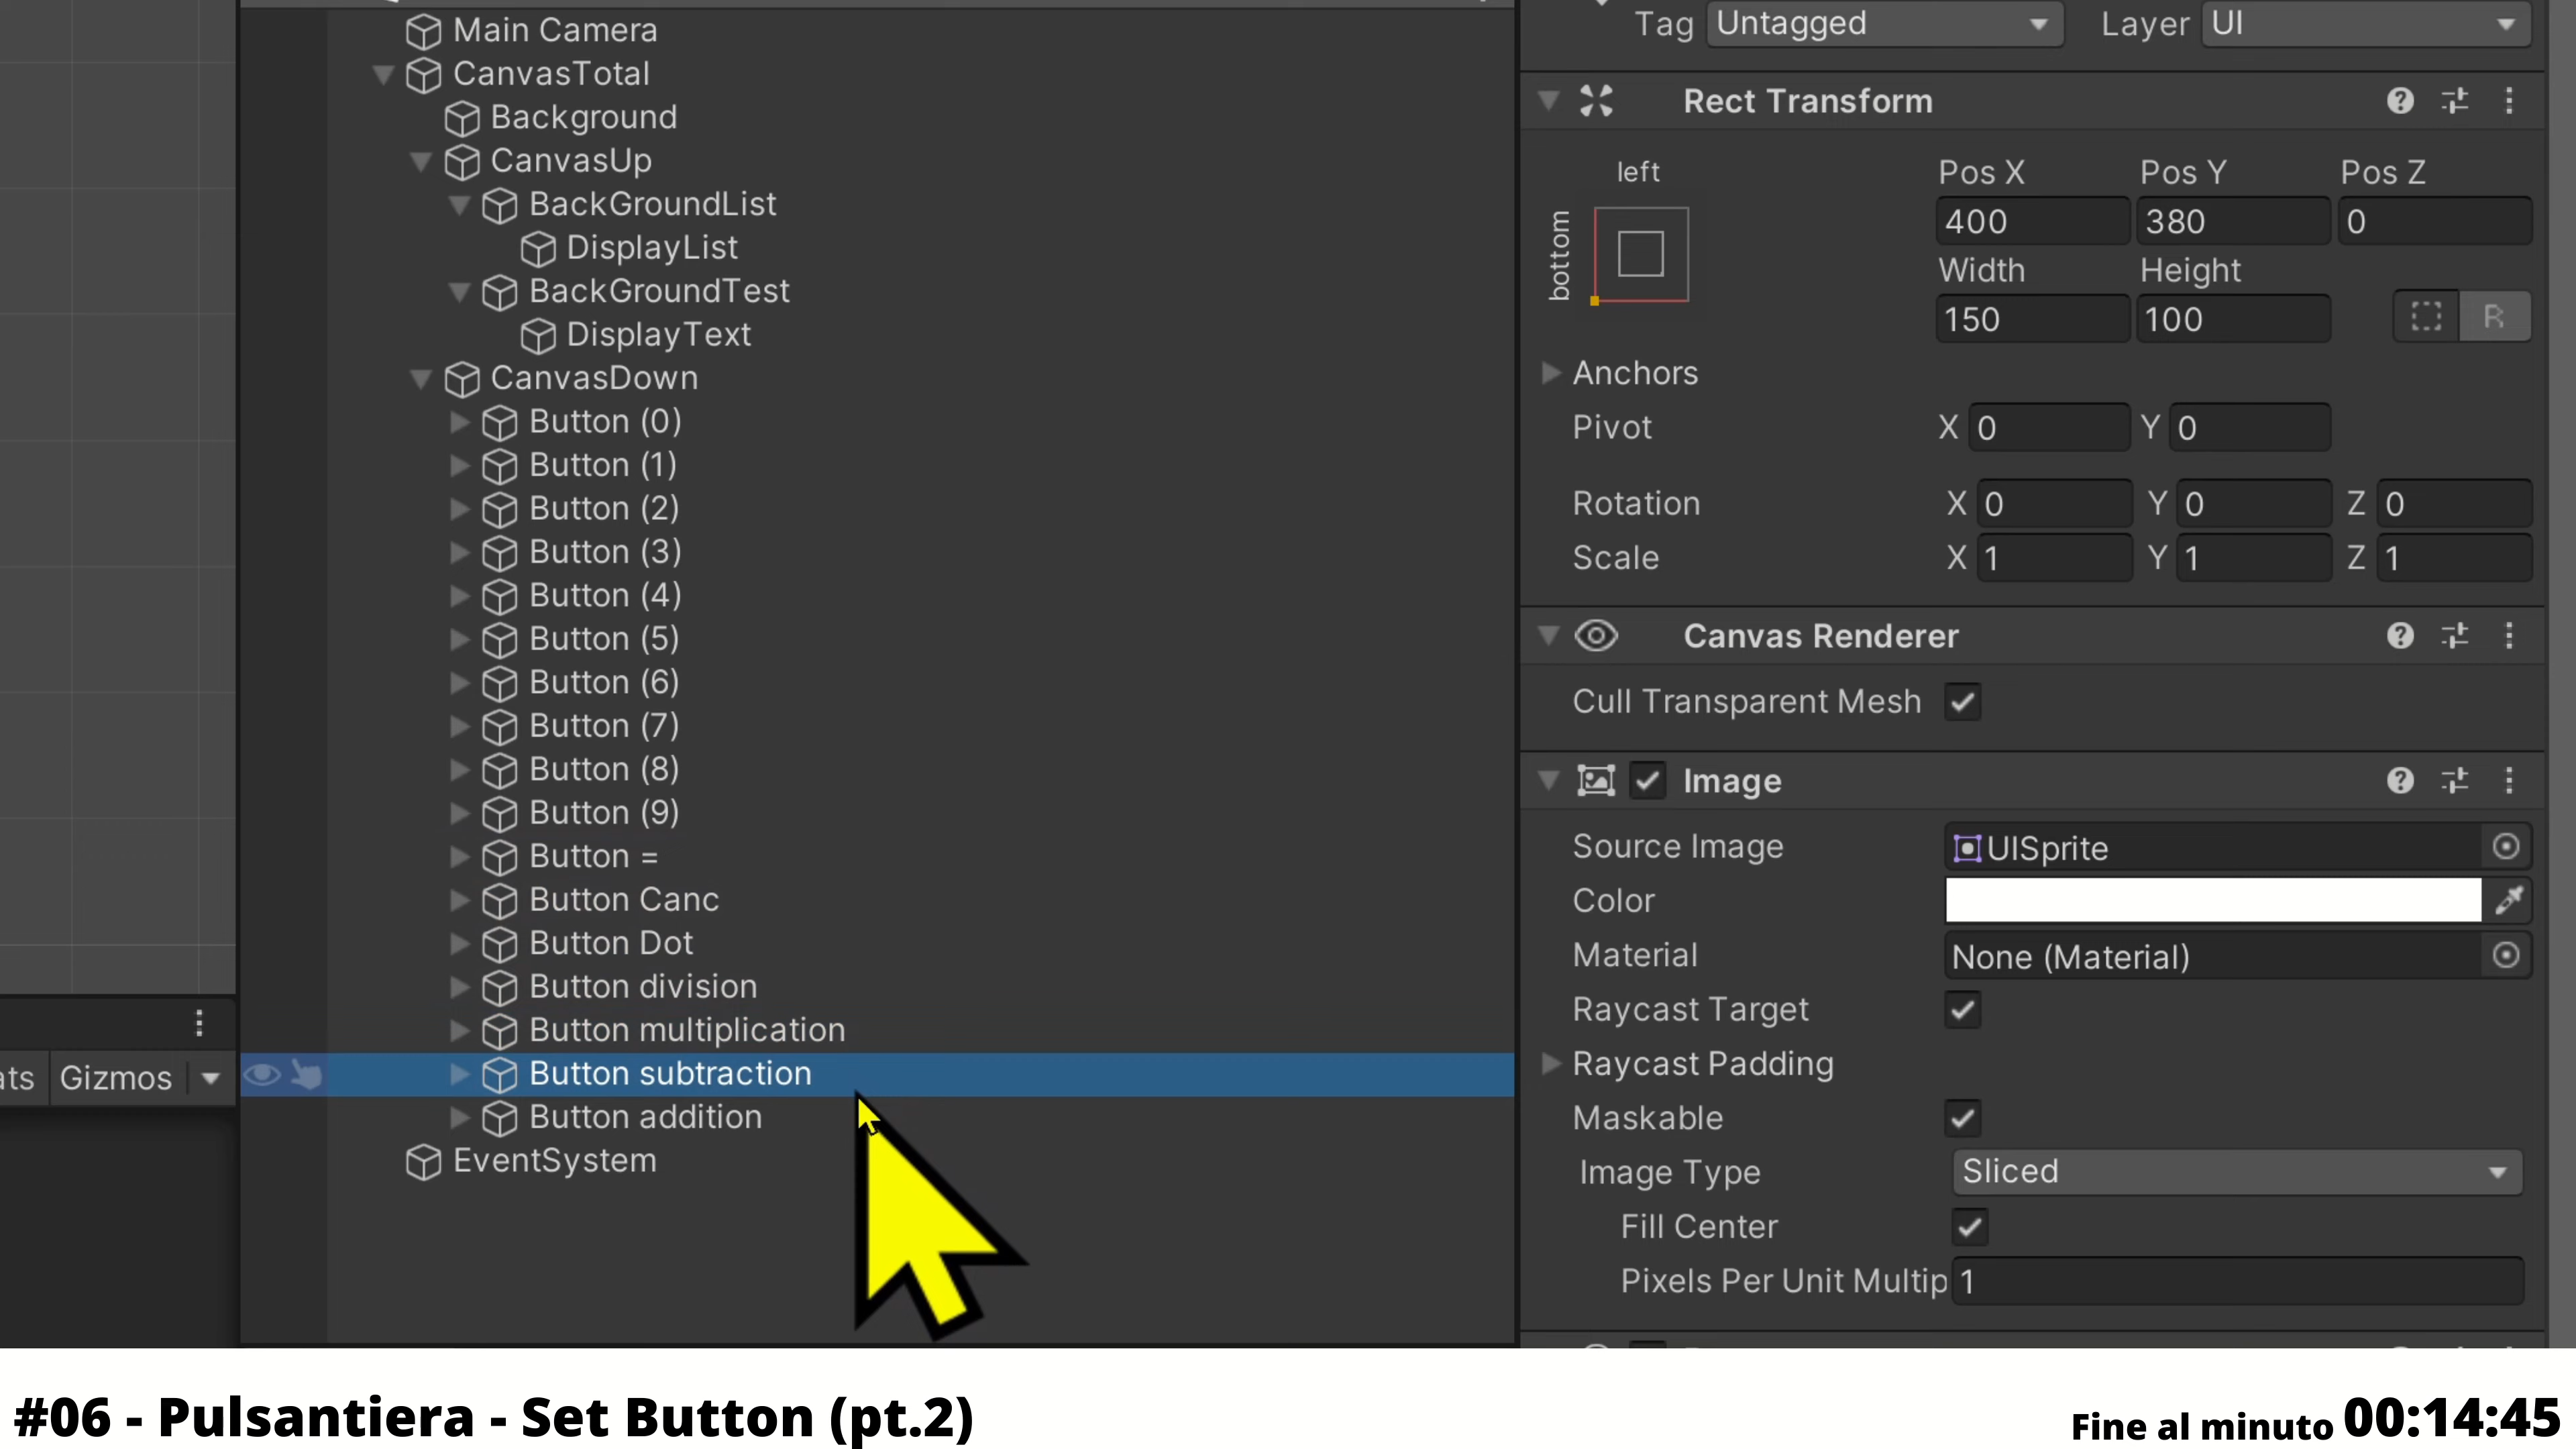 Main Camera
CanvasTotal
Background
CanvasUp
BackGroundList
DisplayList
BackGroundTest
DisplayText
CanvasDown
Button (0)
Button (1)
Button (2)
Button (3)
Button (4)
Button (5)
Button (6)
Button (7)
Button (8)
Button (9)
Button =
Button Canc
Button Dot
Button division
Button multiplication
Button subtraction
Button addition
EventSystem
ats Gizmos
Tag Untagged Layer UI
Rect Transform
left
bottom
Pos X Pos Y Pos Z
400 380 0
Width Height
150 100 R
Anchors
Pivot X 0 Y 0
Rotation X 0 Y 0 Z 0
Scale X 1 Y 1 Z 1
Canvas Renderer
Cull Transparent Mesh
Image
Source Image UISprite
Color
Material None (Material)
Raycast Target
Raycast Padding
Maskable
Image Type Sliced
Fill Center
Pixels Per Unit Multip 1
#06 - Pulsantiera - Set Button (pt.2)
Fine al minuto 00:14:45